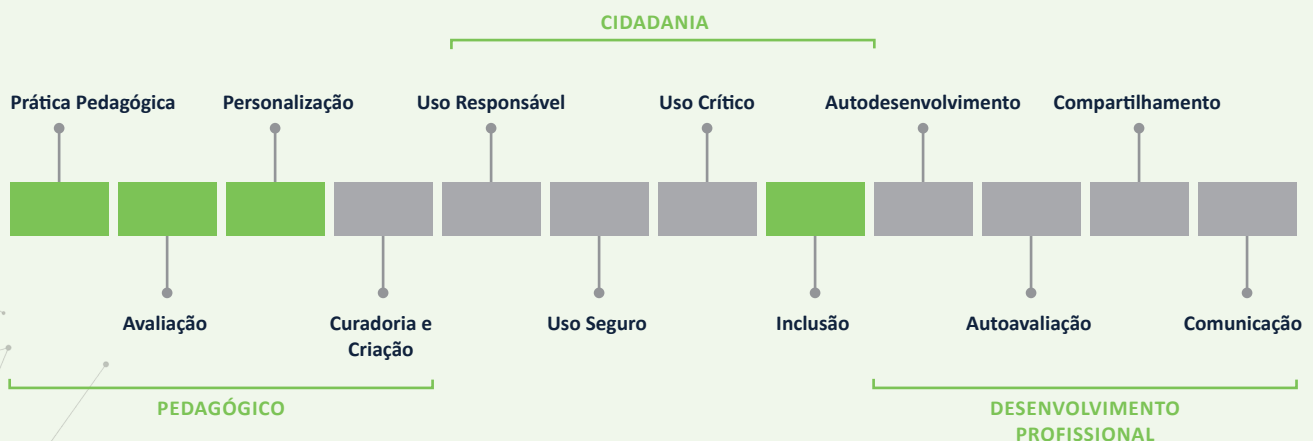 CIDADANIA
Prática Pedagógica
Personalização
Uso Responsável
Uso Crítico
Autodesenvolvimento
Compartilhamento
Avaliação
Curadoria e
Criação
Uso Seguro
Inclusão
Autoavaliação
Comunicação
PEDAGÓGICO
DESENVOLVIMENTO
PROFISSIONAL